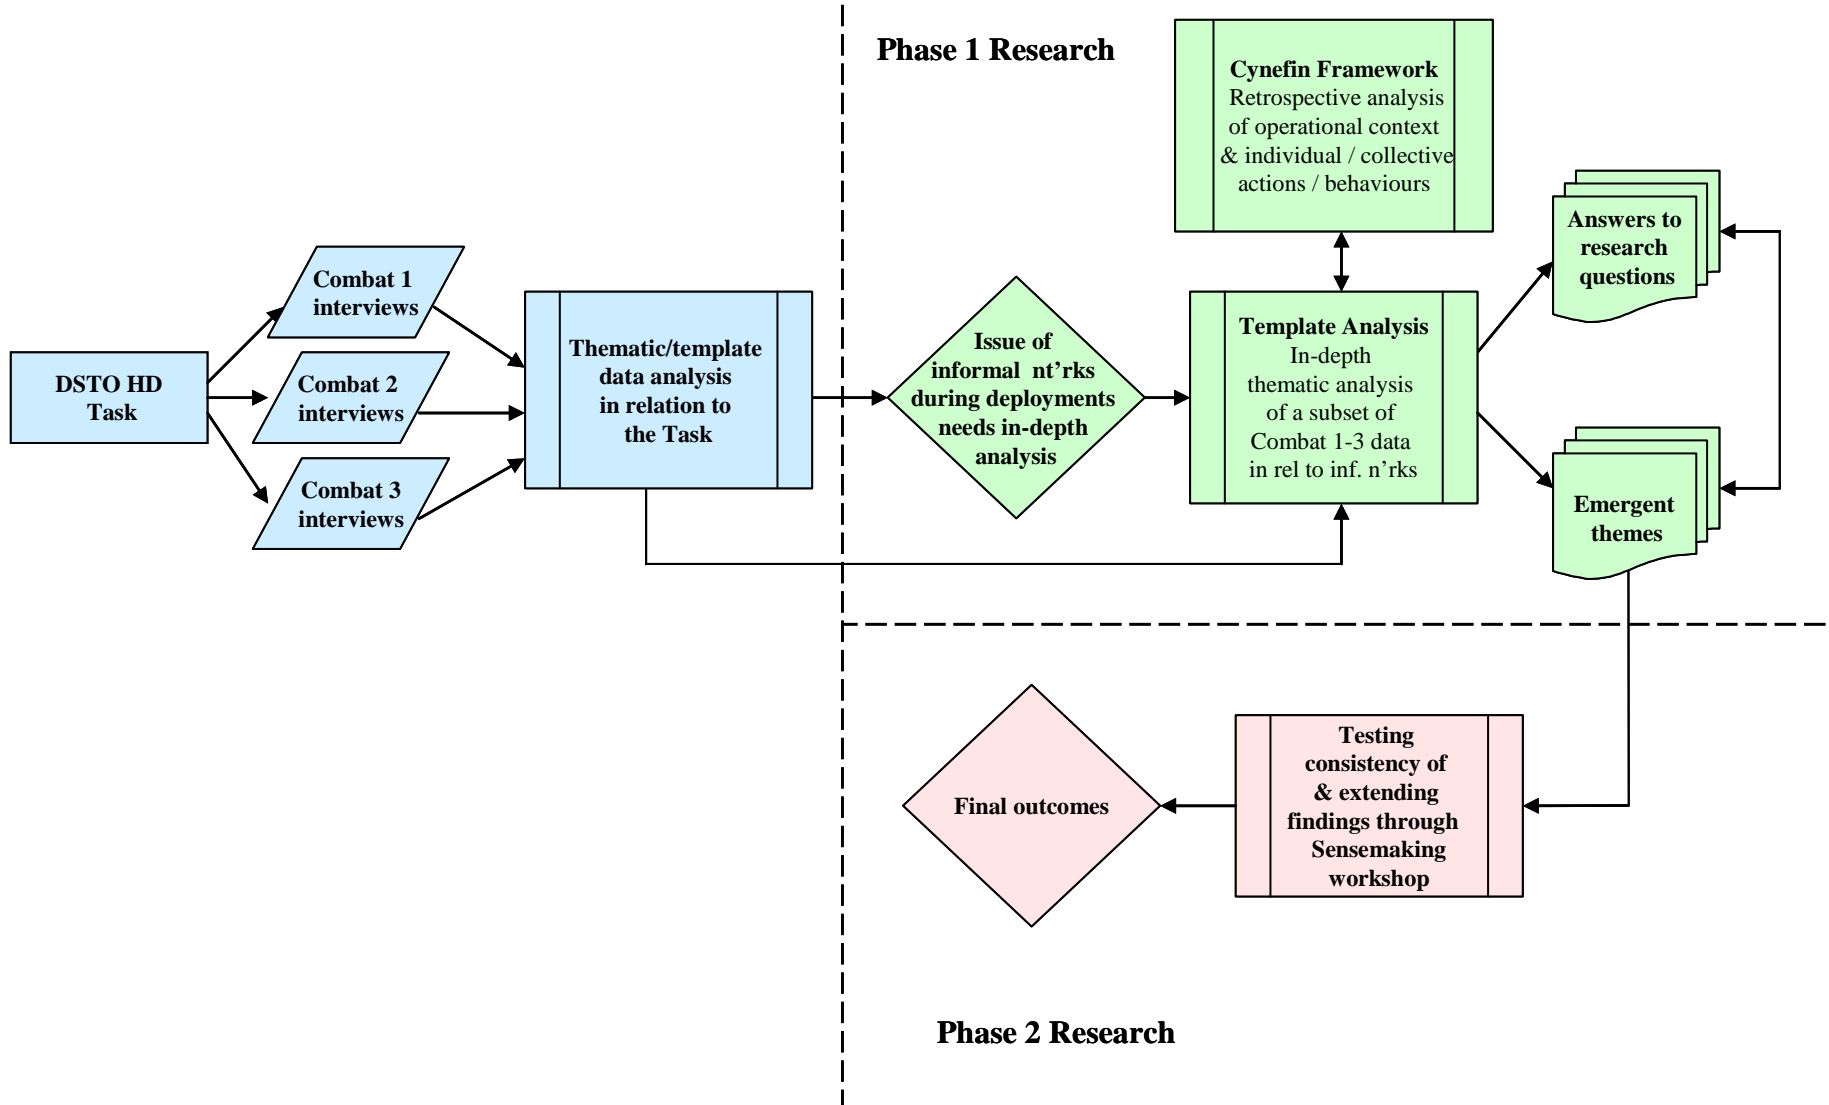 Phase 1 Research
Cynefin Framework
Retrospective analysis
of operational context
& individual / collective
actions / behaviours
DSTO HD
Task
Combat 1
interviews
Combat 2
interviews
Combat 3
interviews
Thematic/template
data analysis
in relation to
the Task
Issue of
informal nt'rks
during deployments
needs in-depth
analysis
Template Analysis
In-depth
thematic analysis
of a subset of
Combat 1-3 data
in rel to inf. n'rks
Answers to
research
questions
Emergent
themes
Final outcomes
Testing
consistency of
& extending
findings through
Sensemaking
workshop
Phase 2 Research